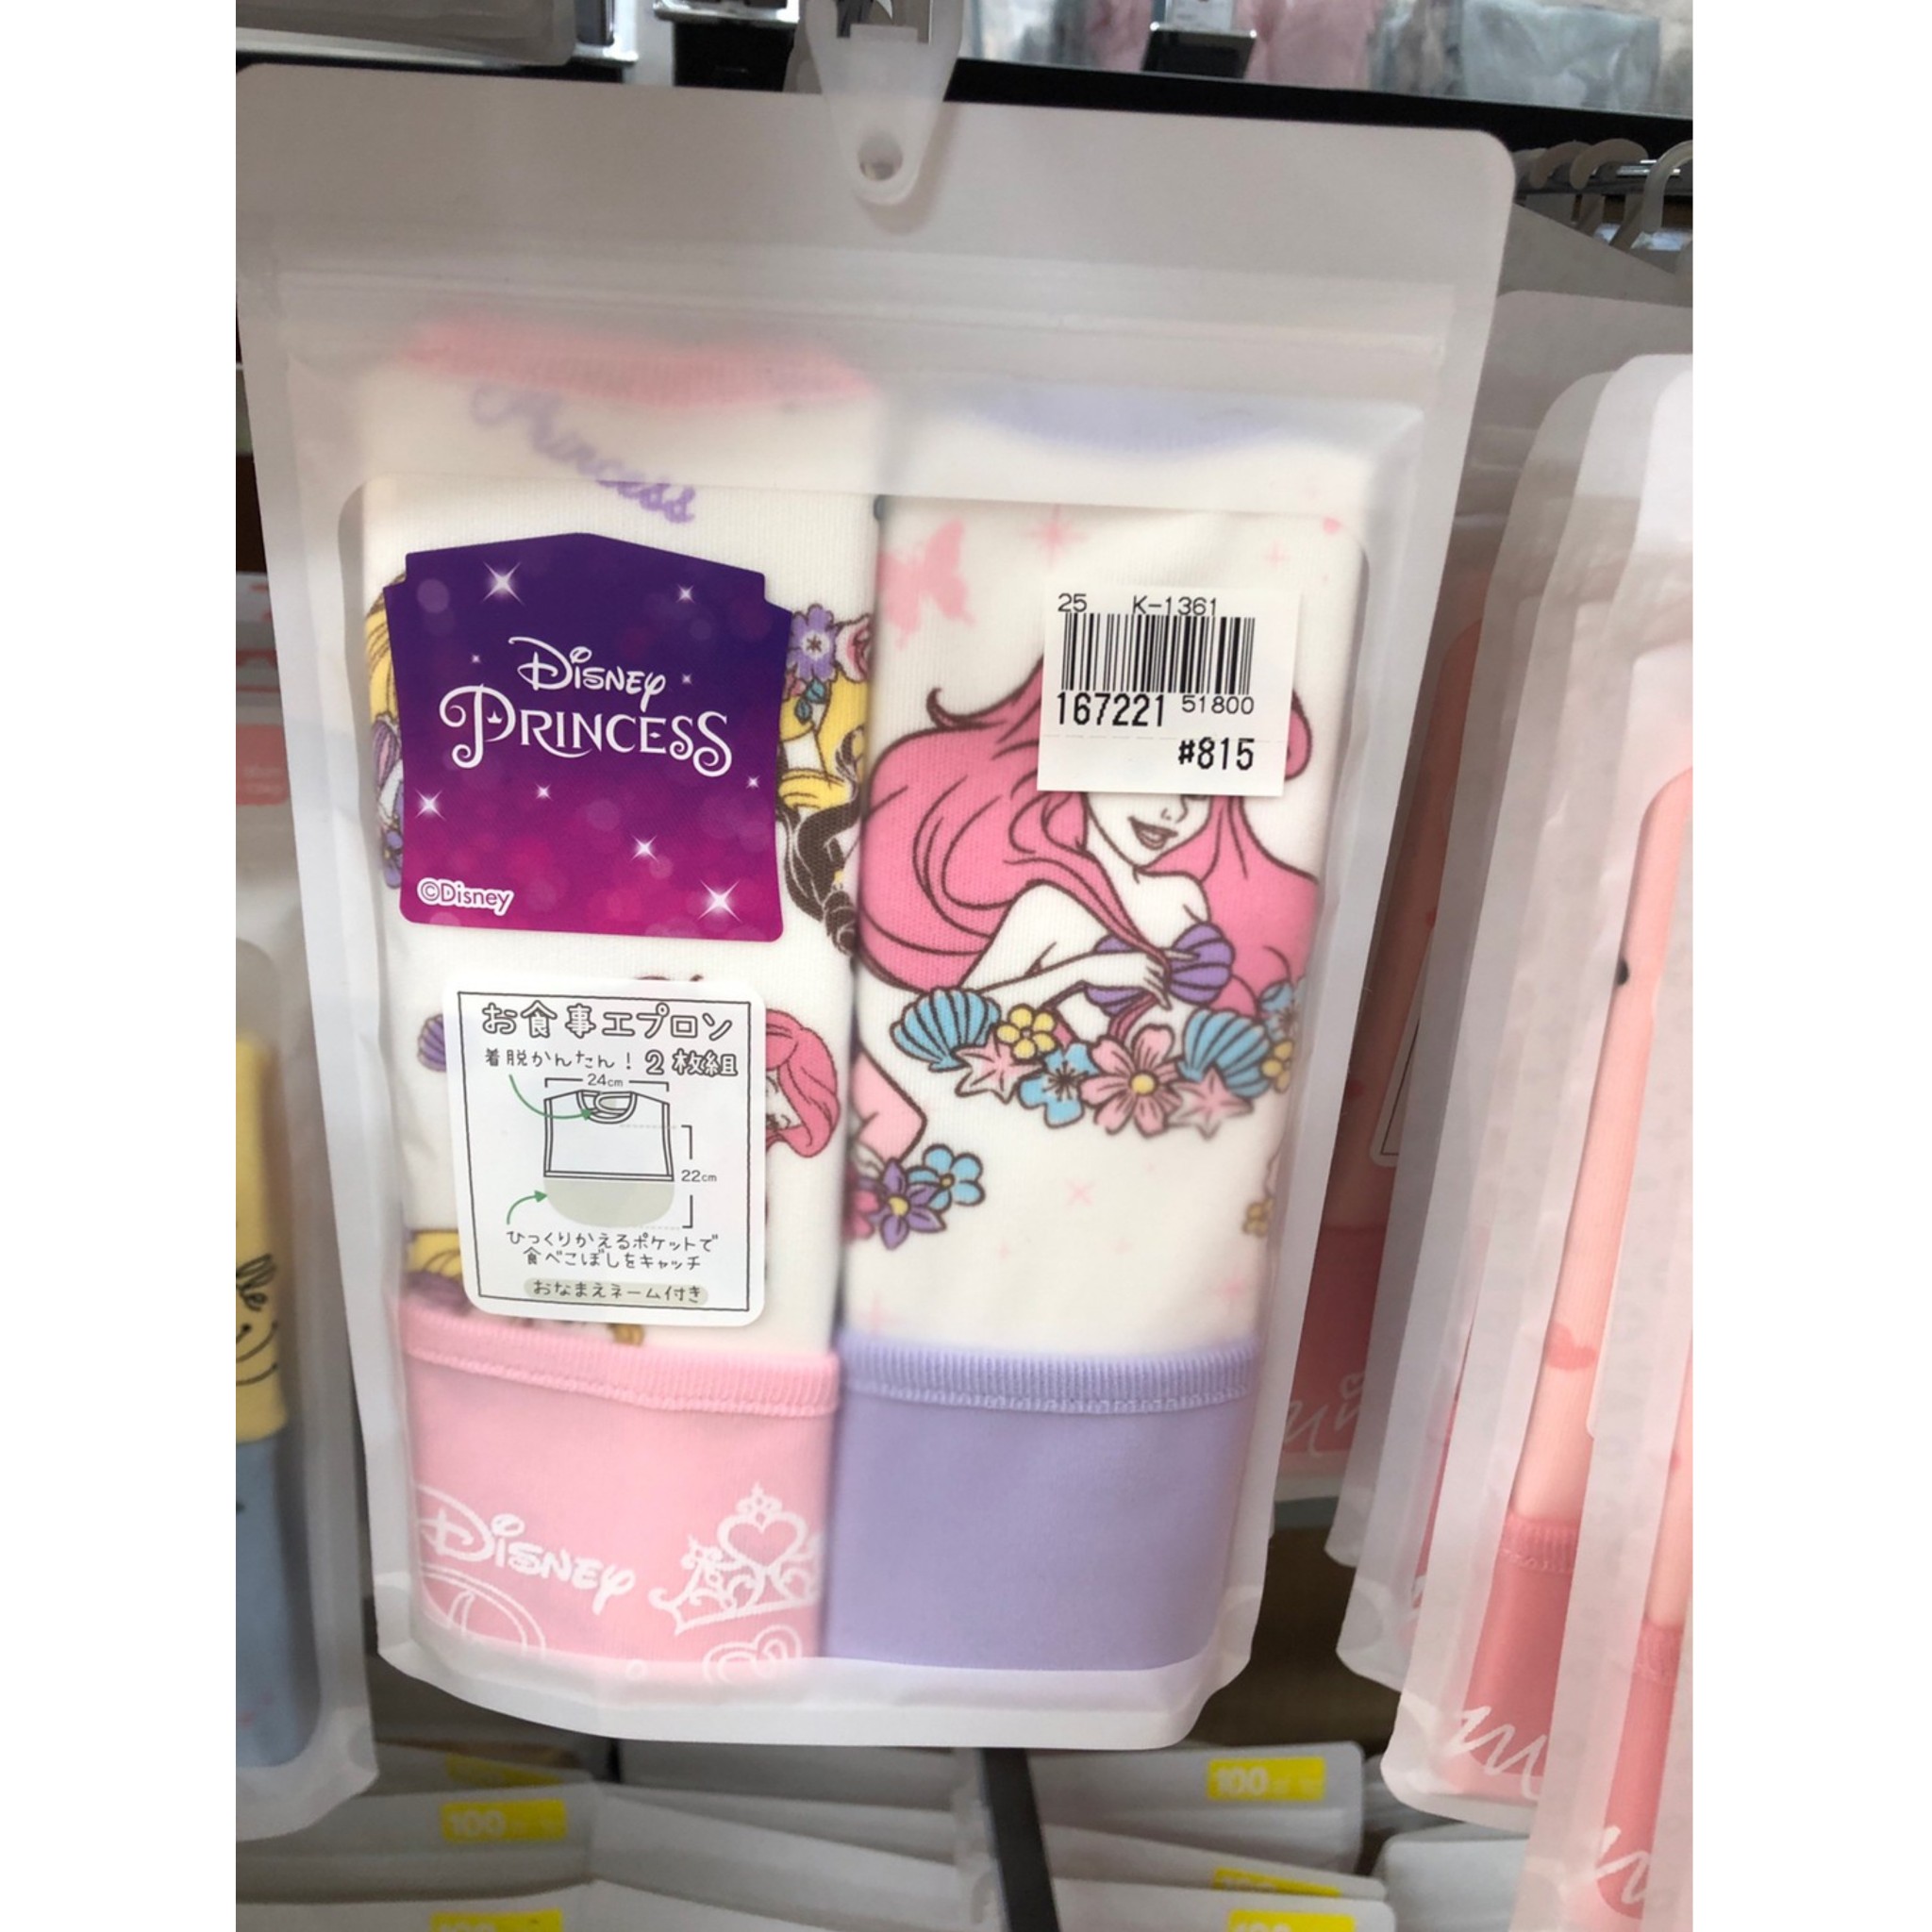 Princess
Disney
PRINCESS
©Disney
25 K-1361
167221 51800
#815
お食事エプロン
着脱かんたん！2枚組
24cm
22cm
ひっくりかえるポケットで
食べこぼしをキャッチ
おなまえネーム付き
Disney
100
100